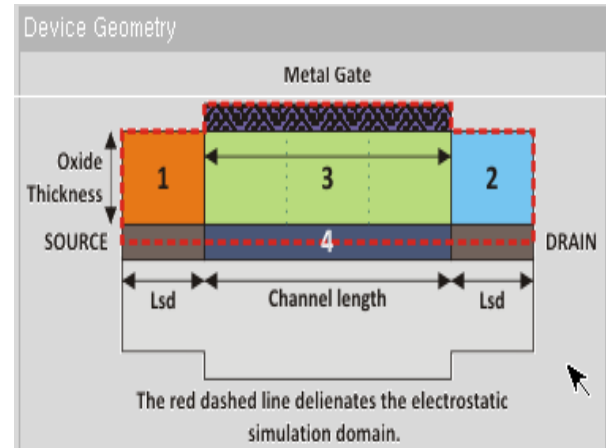 Device Geometry
Metal Gate
Oxide
Thickness
1
3
2
SOURCE
4
DRAIN
Lsd
Channel length
Lsd
The red dashed line delienates the electrostatic
simulation domain.